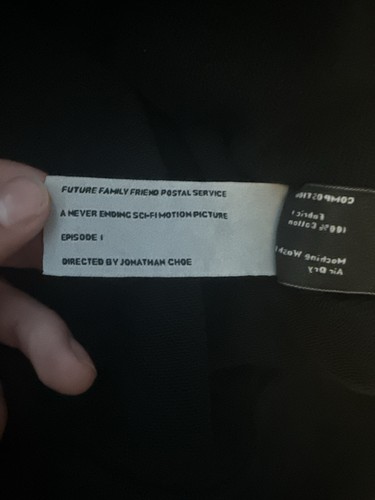 FUTURE FAMILY FRIEND POSTAL SERVICE
A NEVER ENDING SCI-FI MOTION PICTURE
EPISODE 1
DIRECTED BY JONATHAN CHOE
Fabric:
100% Cotton
Machine Wash
Air Dry